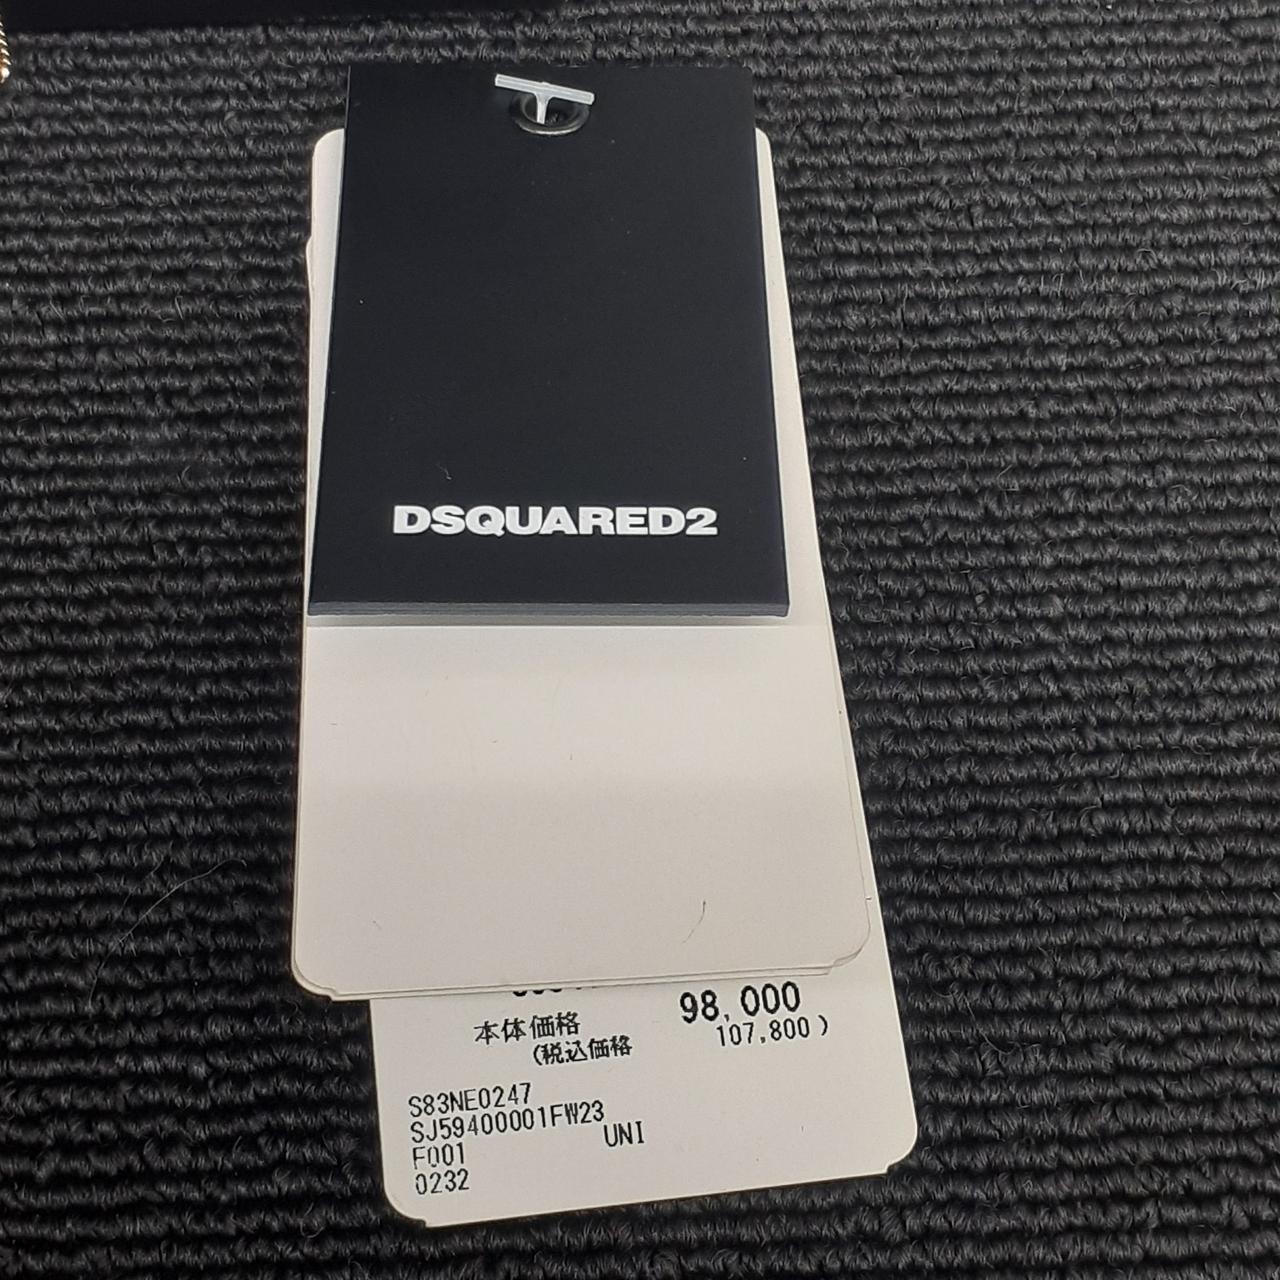 DSQUARED2
本体価格 98,000
(税込価格 107,800)
S83NE0247
SJ59400001FW23
F001 UNI
0232